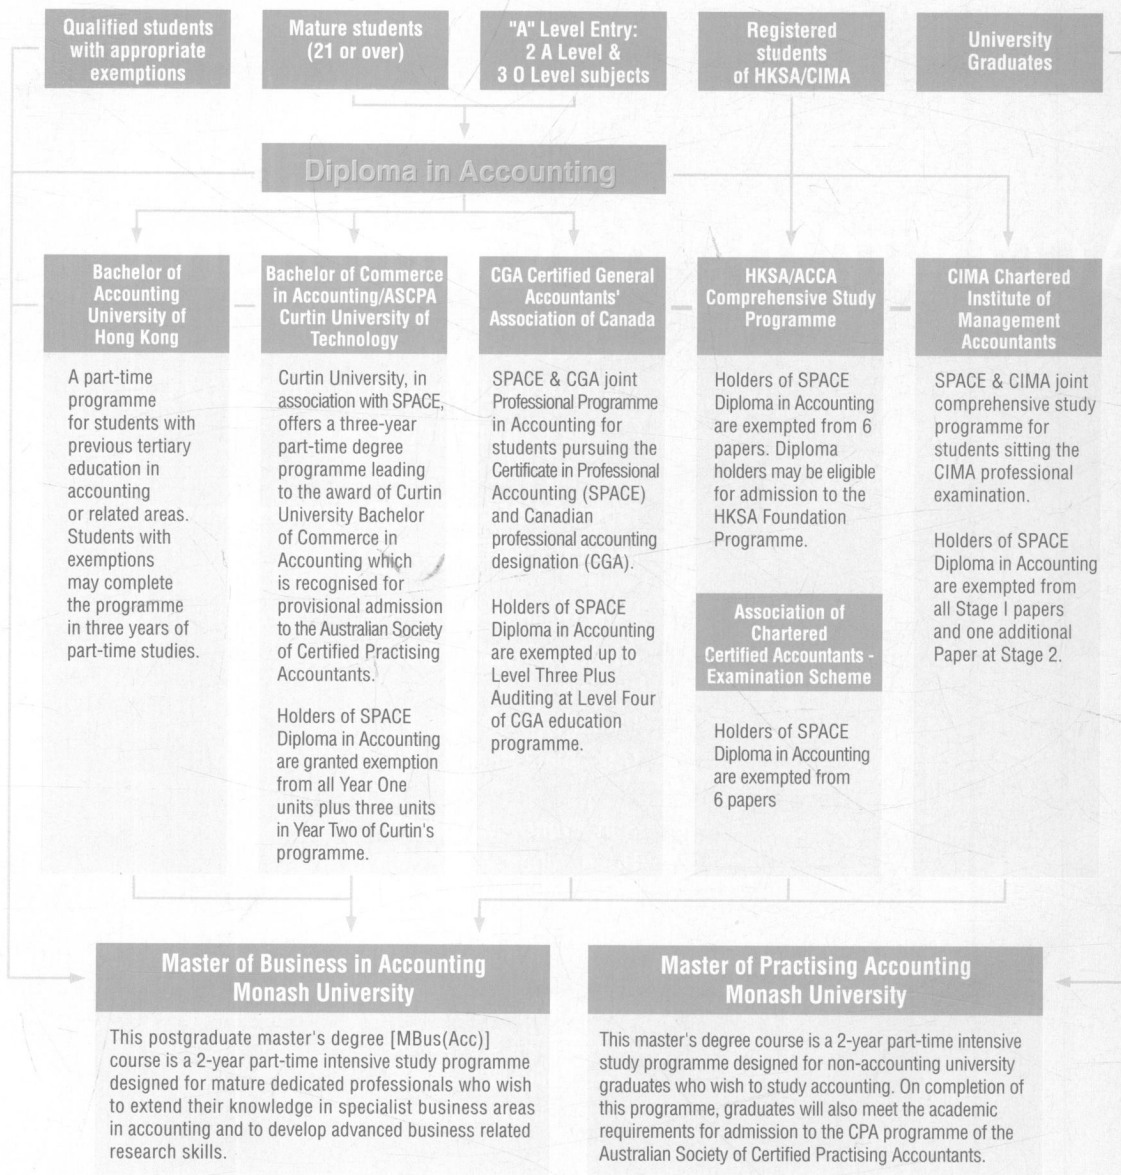 Qualified students
with appropriate
exemptions
Mature students
(21 or over)
"A" Level Entry:
2 A Level &
3 O Level subjects
Registered
students
of HKSA/CIMA
University
Graduates
Diploma in Accounting
Bachelor of
Accounting
University of
Hong Kong
A part-time
programme
for students with
previous tertiary
education in
accounting
or related areas.
Students with
exemptions
may complete
the programme
in three years of
part-time studies.
Bachelor of Commerce
in Accounting/ASCPA
Curtin University of
Technology
Curtin University, in
association with SPACE,
offers a three-year
part-time degree
programme leading
to the award of Curtin
University Bachelor
of Commerce in
Accounting which
is recognised for
provisional admission
to the Australian Society
of Certified Practising
Accountants.
Holders of SPACE
Diploma in Accounting
are granted exemption
from all Year One
units plus three units
in Year Two of Curtin's
programme.
CGA Certified General
Accountants'
Association of Canada
SPACE & CGA joint
Professional Programme
in Accounting for
students pursuing the
Certificate in Professional
Accounting (SPACE)
and Canadian
professional accounting
designation (CGA).
Holders of SPACE
Diploma in Accounting
are exempted up to
Level Three Plus
Auditing at Level Four
of CGA education
programme.
HKSA/ACCA
Comprehensive Study
Programme
Holders of SPACE
Diploma in Accounting
are exempted from 6
papers. Diploma
holders may be eligible
for admission to the
HKSA Foundation
Programme.
Association of
Chartered
Certified Accountants -
Examination Scheme
Holders of SPACE
Diploma in Accounting
are exempted from
6 papers
CIMA Chartered
Institute of
Management
Accountants
SPACE & CIMA joint
comprehensive study
programme for
students sitting the
CIMA professional
examination.
Holders of SPACE
Diploma in Accounting
are exempted from
all Stage I papers
and one additional
Paper at Stage 2.
Master of Business in Accounting
Monash University
This postgraduate master's degree [MBus(Acc)]
course is a 2-year part-time intensive study programme
designed for mature dedicated professionals who wish
to extend their knowledge in specialist business areas
in accounting and to develop advanced business related
research skills.
Master of Practising Accounting
Monash University
This master's degree course is a 2-year part-time intensive
study programme designed for non-accounting university
graduates who wish to study accounting. On completion of
this programme, graduates will also meet the academic
requirements for admission to the CPA programme of the
Australian Society of Certified Practising Accountants.